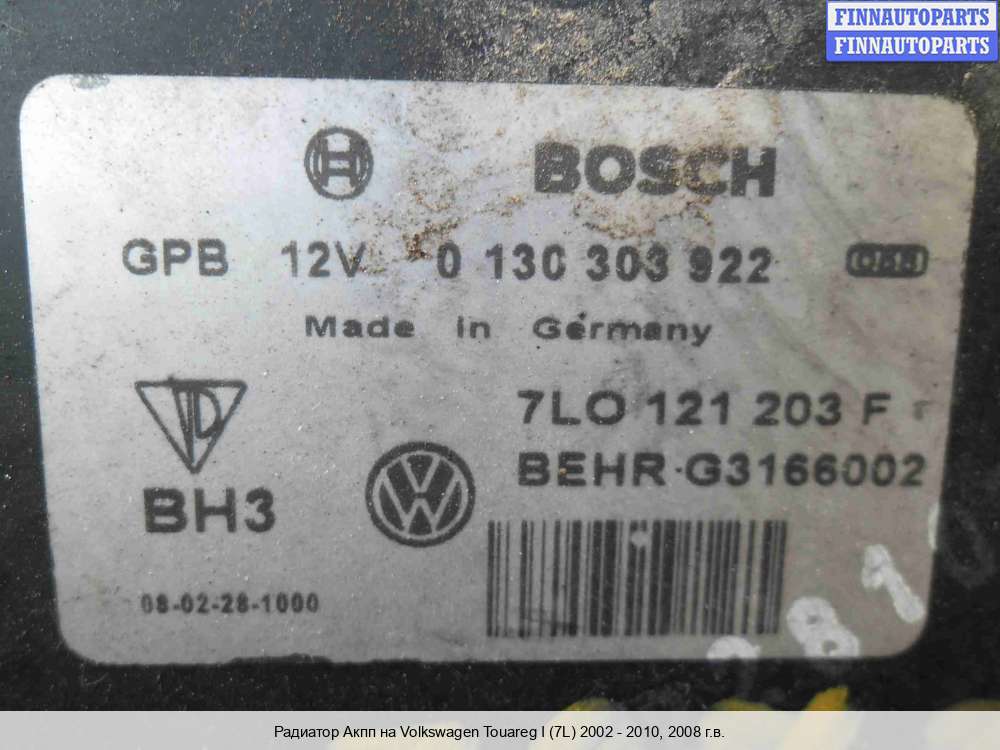 FINNAUTOPARTS
FINNAUTOPARTS
BOSCH
GPB 12V 0 130 303 922
Made in Germany
7LO 121 203 F
BEHR G3166002
BH3
08-02-28-1000
Радиатор Акпп на Volkswagen Touareg I (7L) 2002 - 2010, 2008 г.в.